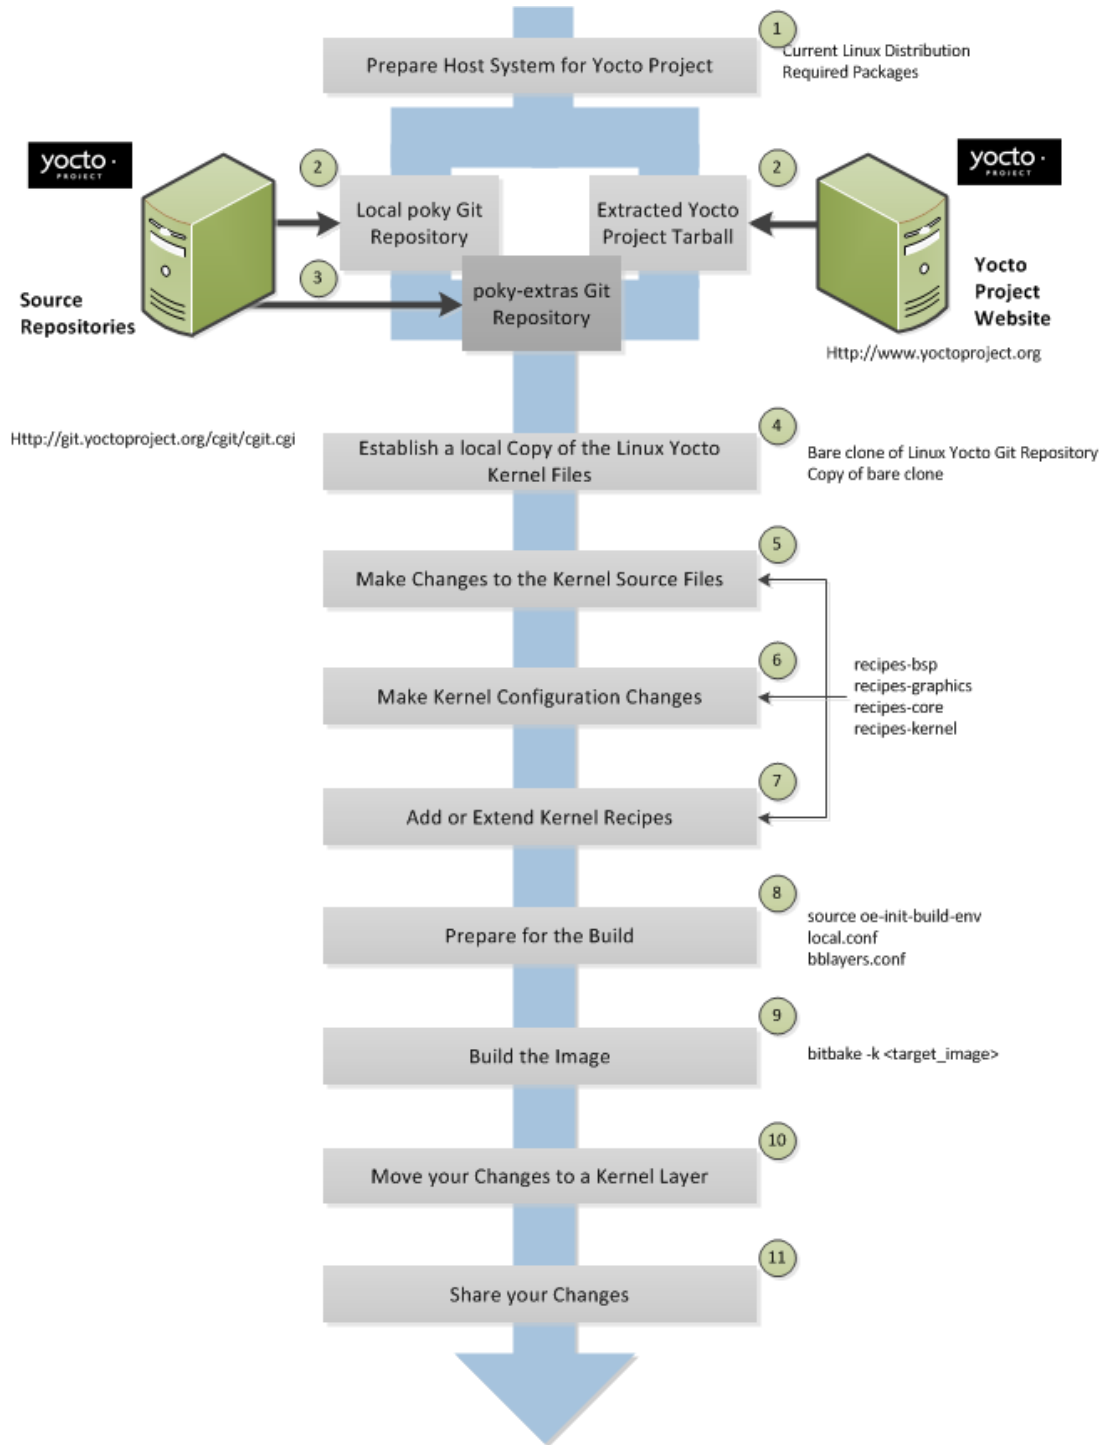 1
Prepare Host System for Yocto Project
Current Linux Distribution
Required Packages
yocto ·
PROJECT
yocto ·
PROJECT
2
Local poky Git
Repository
2
Extracted Yocto
Project Tarball
3
poky-extras Git
Repository
Source
Repositories
Yocto
Project
Website
Http://www.yoctoproject.org
Http://git.yoctoproject.org/cgit/cgit.cgi
4
Establish a local Copy of the Linux Yocto
Kernel Files
Bare clone of Linux Yocto Git Repository
Copy of bare clone
5
Make Changes to the Kernel Source Files
6
Make Kernel Configuration Changes
recipes-bsp
recipes-graphics
recipes-core
recipes-kernel
7
Add or Extend Kernel Recipes
8
Prepare for the Build
source oe-init-build-env
local.conf
bblayers.conf
9
Build the Image
bitbake -k <target_image>
10
Move your Changes to a Kernel Layer
11
Share your Changes